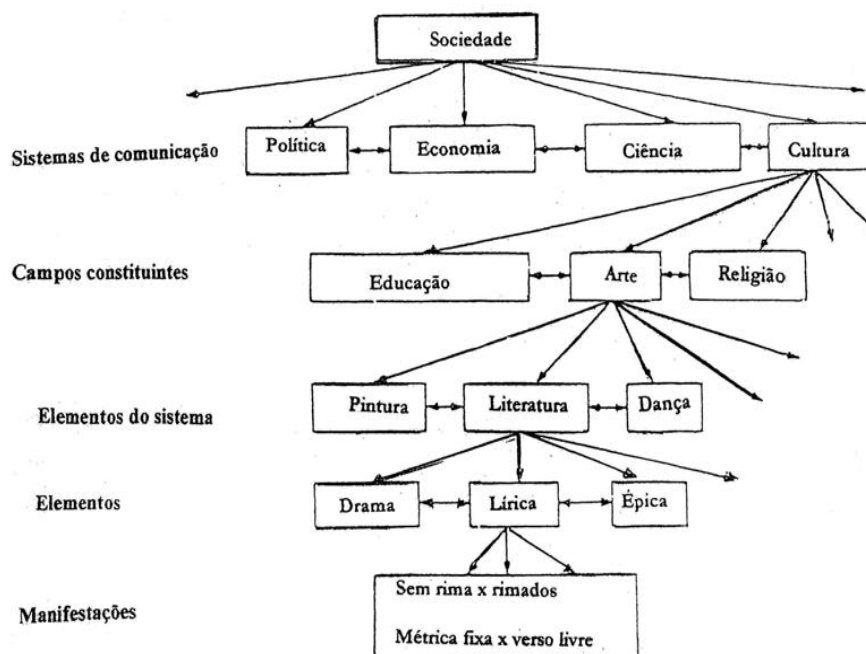 Sociedade
Sistemas de comunicação
Política
Economia
Ciência
Cultura
Campos constituintes
Educação
Arte
Religião
Elementos do sistema
Pintura
Literatura
Dança
Elementos
Drama
Lírica
Épica
Manifestações
Sem rima x rimados
Métrica fixa x verso livre